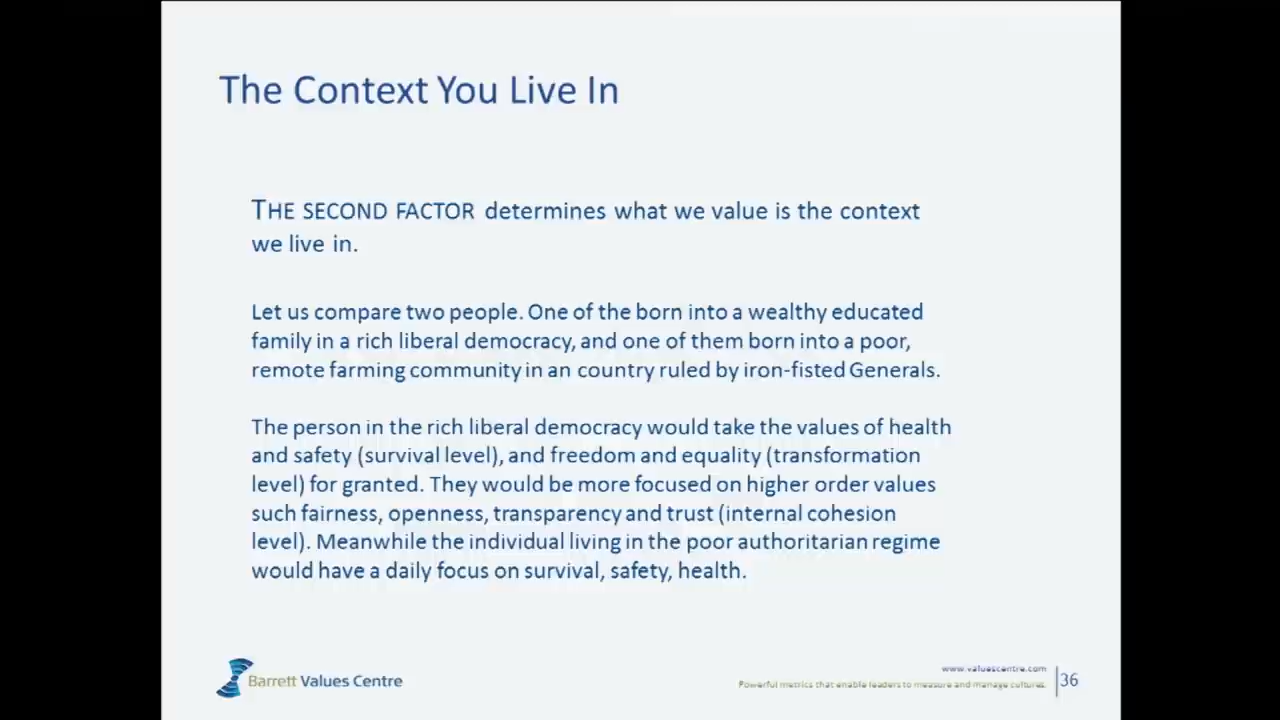 The Context You Live In
THE SECOND FACTOR determines what we value is the context
we live in.
Let us compare two people. One of the born into a wealthy educated
family in a rich liberal democracy, and one of them born into a poor,
remote farming community in an country ruled by iron-fisted Generals.
The person in the rich liberal democracy would take the values of health
and safety (survival level), and freedom and equality (transformation
level) for granted. They would be more focused on higher order values
such fairness, openness, transparency and trust (internal cohesion
level). Meanwhile the individual living in the poor authoritarian regime
would have a daily focus on survival, safety, health.
Barrett Values Centre
www.valuescentre.com
Powerful metrics that enable leaders to measure and manage cultures.
36